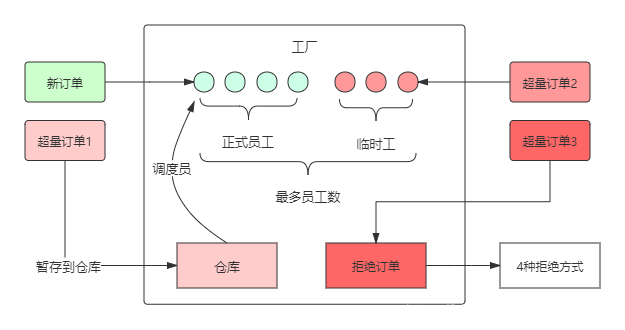 工厂
新订单
超量订单2
超量订单1
超量订单3
正式员工
临时工
调度员
最多员工数
暂存到仓库
仓库
拒绝订单
4种拒绝方式